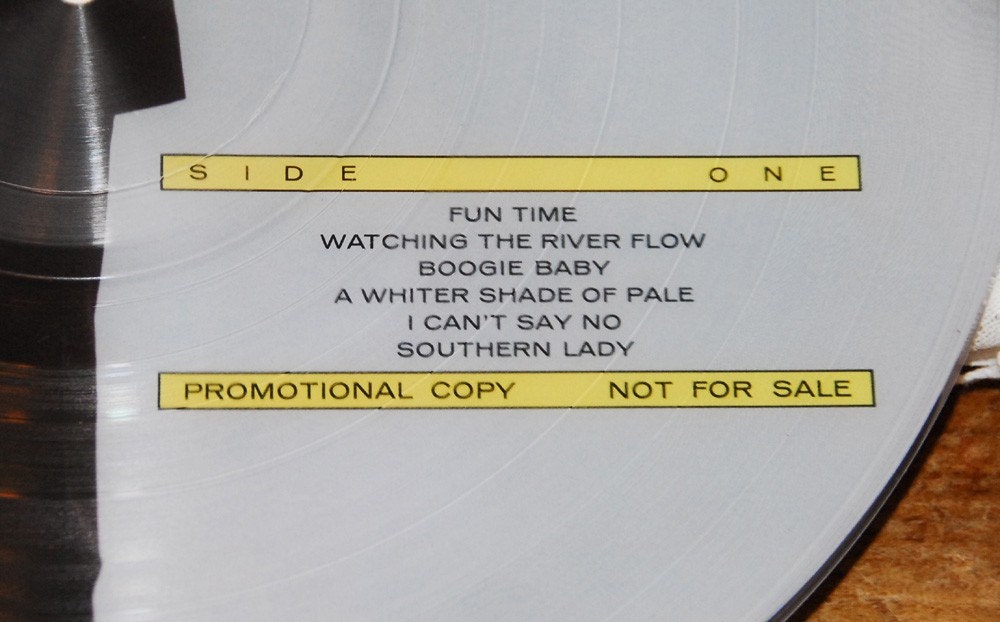 SIDE ONE
FUN TIME
WATCHING THE RIVER FLOW
BOOGIE BABY
A WHITER SHADE OF PALE
I CAN'T SAY NO
SOUTHERN LADY
PROMOTIONAL COPY NOT FOR SALE